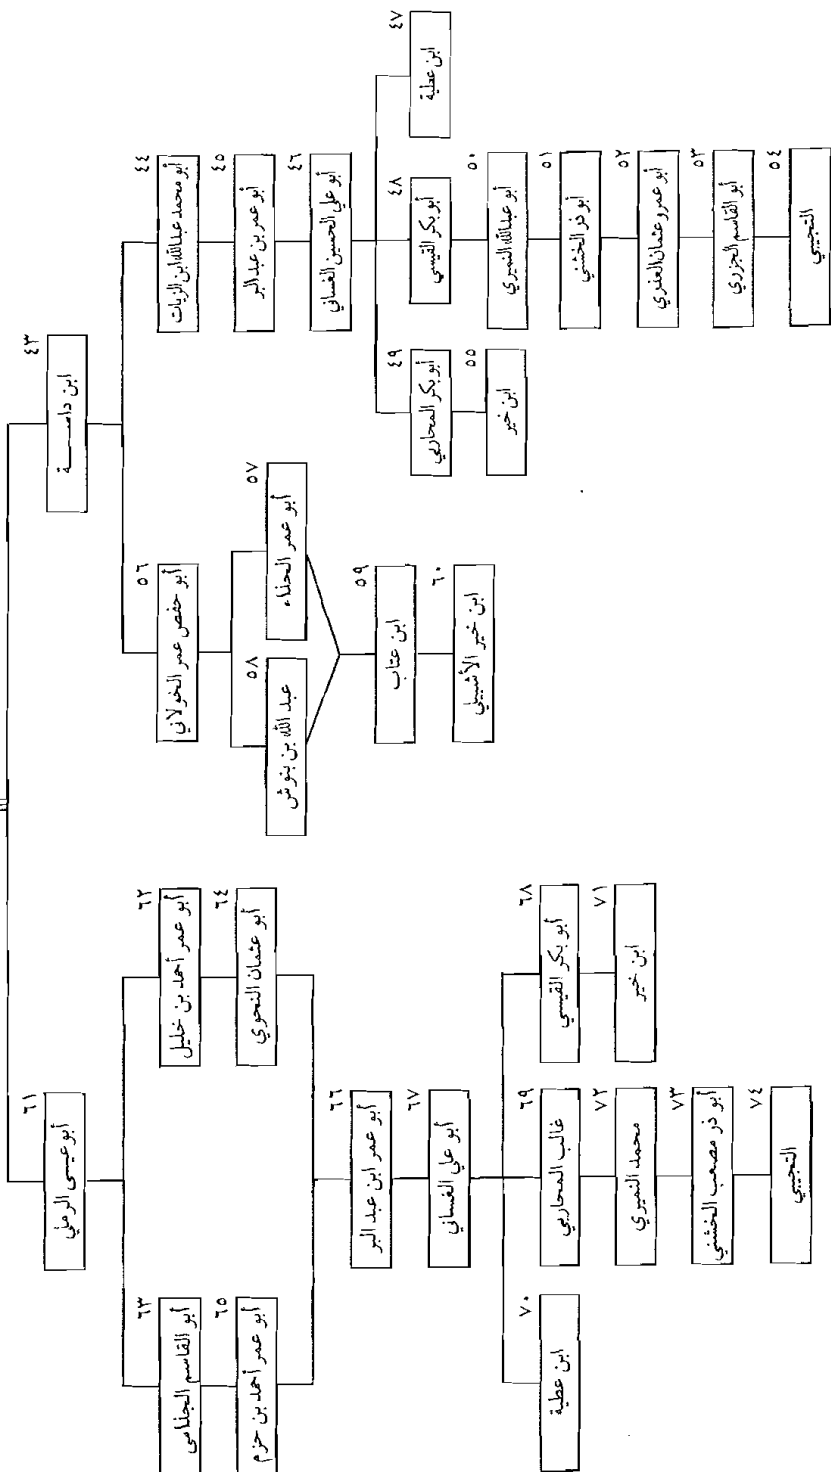 ٤٣
ابن داسـة
٤٤
أبو محمد عبدالله ابن الزيات
٤٥
أبو عمر بن عبد البر
٤٦
أبو علي الحسين الغساني
٤٧
ابن عطية
٤٨
أبو بكر القيسي
٤٩
أبو بكر المحاربي
٥٠
أبو عبدالله النميري
٥١
أبو ذر الخشني
٥٢
أبو عمرو عثمان العبدري
٥٣
أبو القاسم الجزري
٥٤
التجيبي
٥٥
ابن خير
٥٦
أبو حفص عمر الخولاني
٥٧
أبو عمر الحذاء
٥٨
عبد الله بن بنوش
٥٩
ابن عتاب
٦٠
ابن خير الأشبيلي
٦١
أبو عيسى الرملي
٦٢
أبو عمر أحمد بن خليل
٦٣
أبو القاسم الجذامى
٦٤
أبو عثمان النحوي
٦٥
أبو عمر أحمد بن حزم
٦٦
أبو عمر ابن عبد البر
٦٧
أبو علي الغساني
٦٨
أبو بكر القيسي
٦٩
غالب المحاربي
٧٠
ابن عطية
٧١
ابن خير
٧٢
محمد النميري
٧٣
أبو ذر مصعب الخشني
٧٤
التجيبي